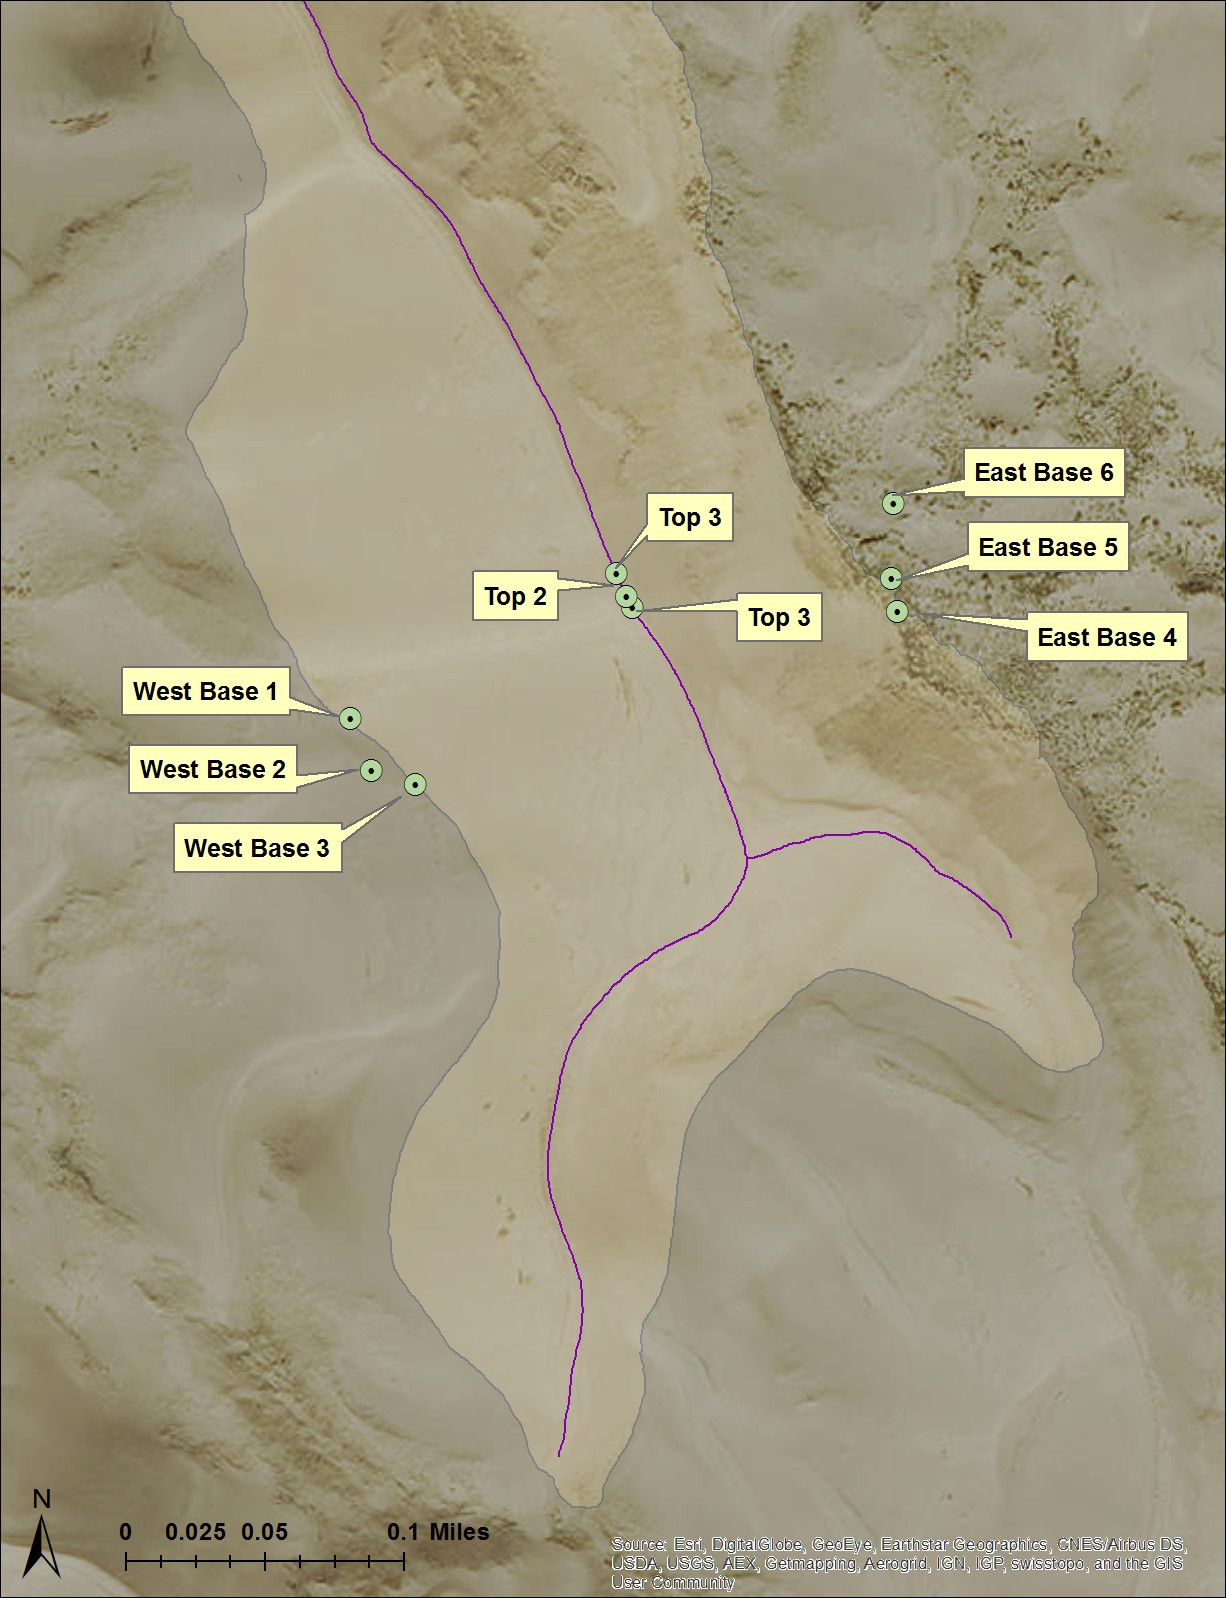 East Base 6
Top 3
East Base 5
Top 2
Top 3
East Base 4
West Base 1
West Base 2
West Base 3
N
0 0.025 0.05 0.1 Miles
Source: Esri, DigitalGlobe, GeoEye, Earthstar Geographics, CNES/Airbus DS,
USDA, USGS, AEX, Getmapping, Aerogrid, IGN, IGP, swisstopo, and the GIS
User Community